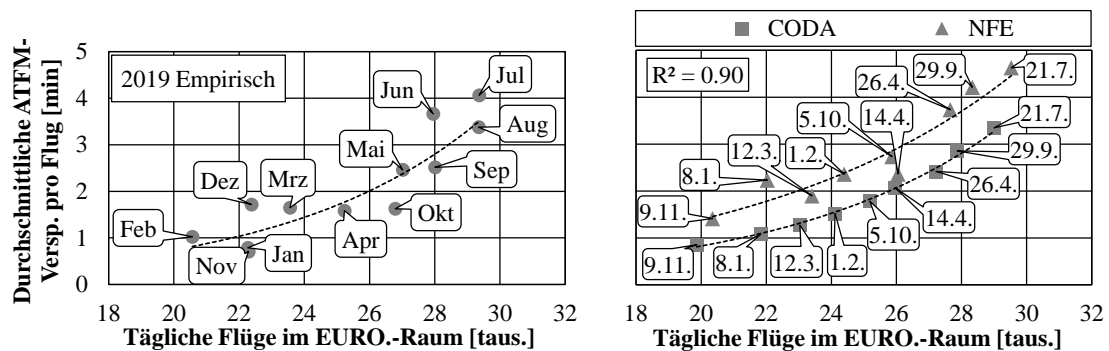 Durchschnittliche ATFM-
Versp. pro Flug [min]
5
4
3
2
1
0
2019 Empirisch
Jul
Jun
Aug
Mai
Sep
Dez
Mrz
Okt
Feb
Apr
Nov
Jan
18 20 22 24 26 28 30 32
Tägliche Flüge im EURO.-Raum [taus.]
CODA NFE
R² = 0.90
29.9.
21.7.
26.4.
5.10.
14.4.
1.2.
12.3.
8.1.
9.11.
21.7.
29.9.
26.4.
14.4.
5.10.
1.2.
12.3.
8.1.
9.11.
18 20 22 24 26 28 30 32
Tägliche Flüge im EURO.-Raum [taus.]